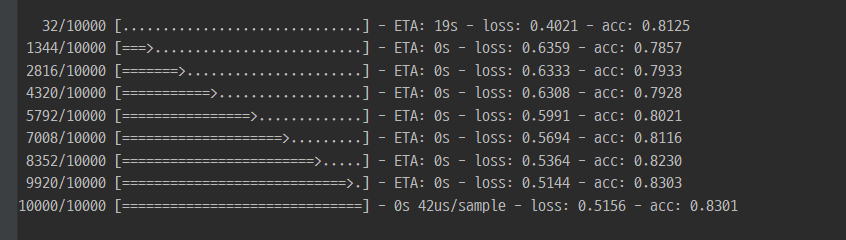 32/10000 [..............................] - ETA: 19s - loss: 0.4021 - acc: 0.8125
1344/10000 [===>..........................] - ETA: 0s - loss: 0.6359 - acc: 0.7857
2816/10000 [=======>......................] - ETA: 0s - loss: 0.6333 - acc: 0.7933
4320/10000 [===========>..................] - ETA: 0s - loss: 0.6308 - acc: 0.7928
5792/10000 [================>.............] - ETA: 0s - loss: 0.5991 - acc: 0.8021
7008/10000 [====================>.........] - ETA: 0s - loss: 0.5694 - acc: 0.8116
8352/10000 [========================>.....] - ETA: 0s - loss: 0.5364 - acc: 0.8230
9920/10000 [============================>.] - ETA: 0s - loss: 0.5144 - acc: 0.8303
10000/10000 [==============================] - 0s 42us/sample - loss: 0.5156 - acc: 0.8301